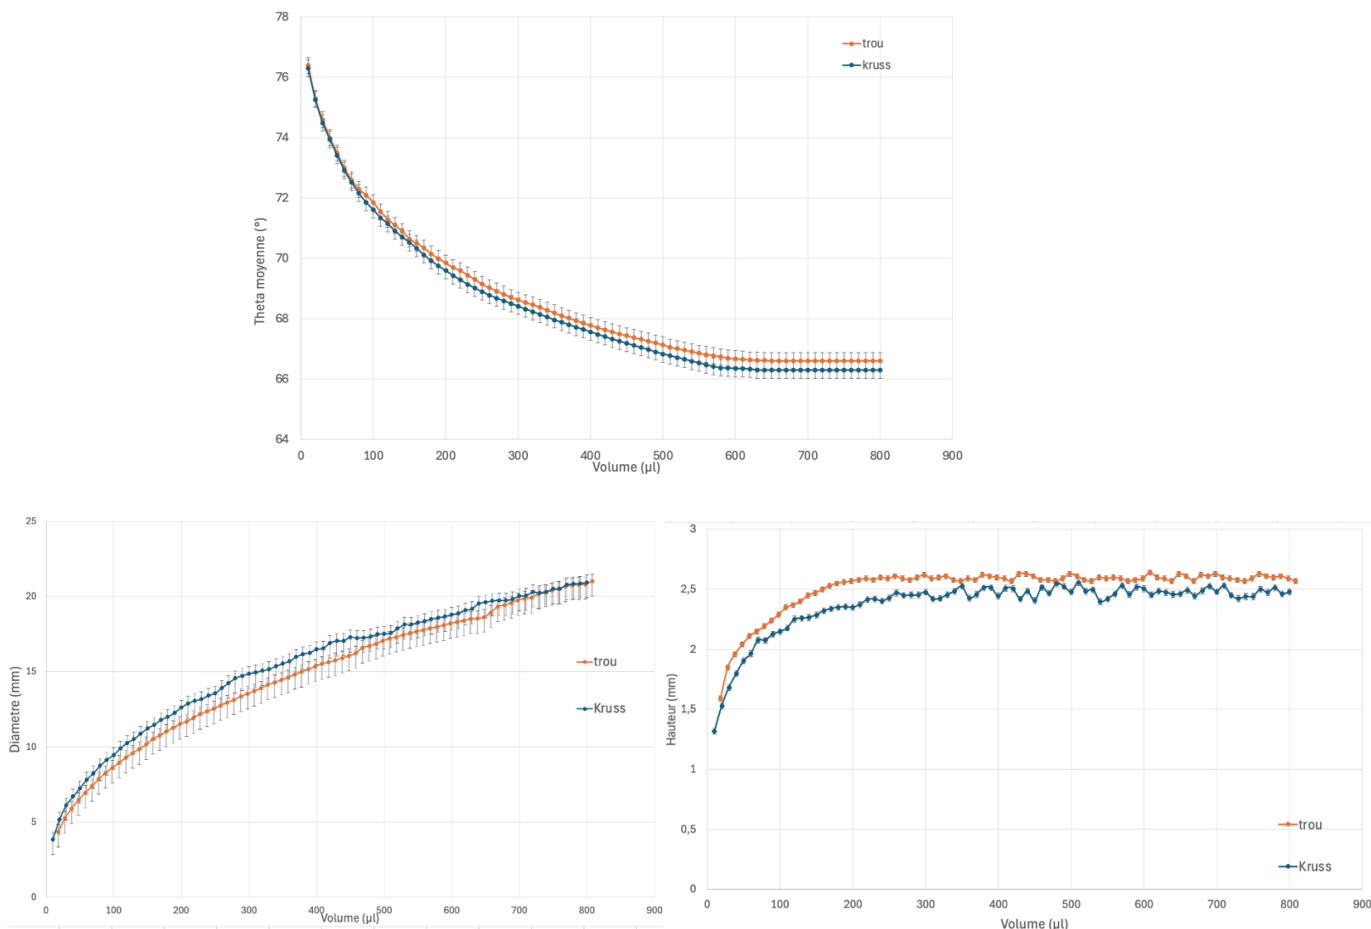 78
76
74
72
70
68
66
64
Theta moyenne (°)
0 100 200 300 400 500 600 700 800 900
Volume (µl)
trou
kruss
25
20
15
10
5
0
Diametre (mm)
0 100 200 300 400 500 600 700 800 900
Volume (µl)
trou
Kruss
3
2,5
2
1,5
1
0,5
0
Hauteur (mm)
0 100 200 300 400 500 600 700 800 900
Volume (µl)
trou
Kruss